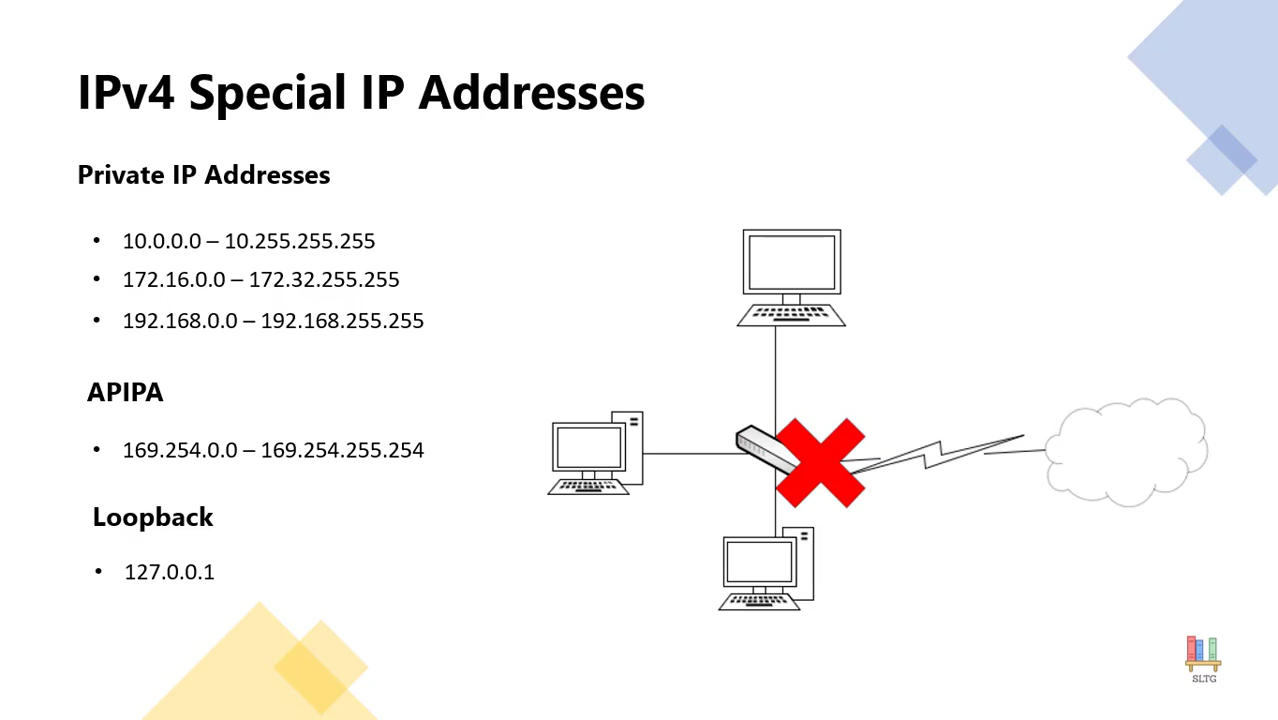 IPv4 Special IP Addresses
Private IP Addresses
• 10.0.0.0 – 10.255.255.255
• 172.16.0.0 – 172.32.255.255
• 192.168.0.0 – 192.168.255.255
APIPA
• 169.254.0.0 – 169.254.255.254
Loopback
• 127.0.0.1
SLTG